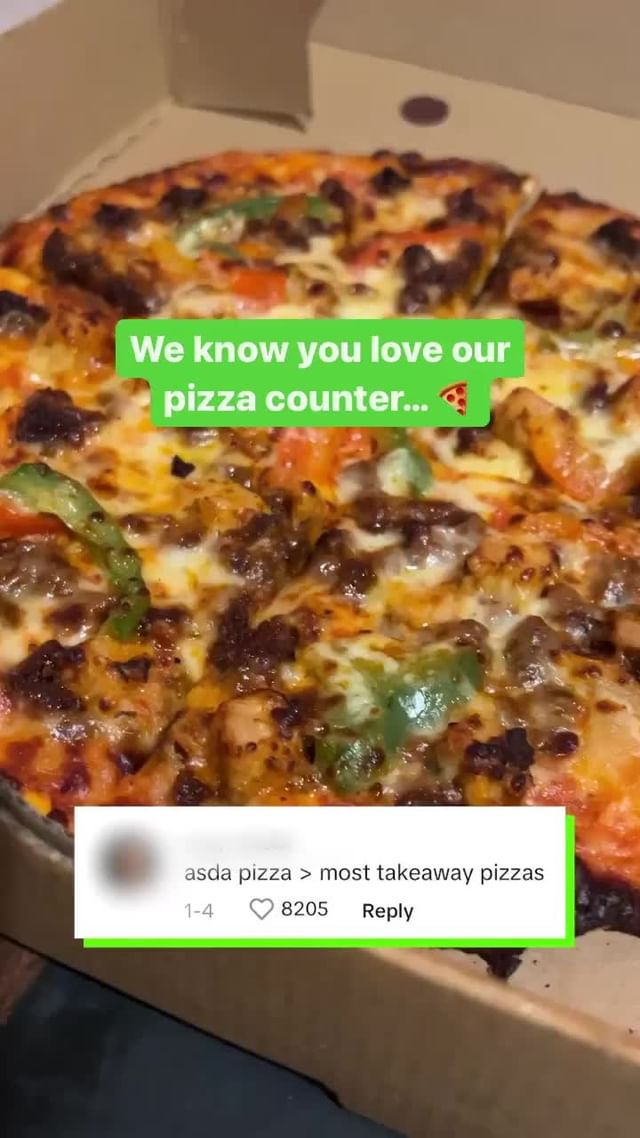 We know you love our
pizza counter... 🍕
asda pizza > most takeaway pizzas
1-4 8205 Reply